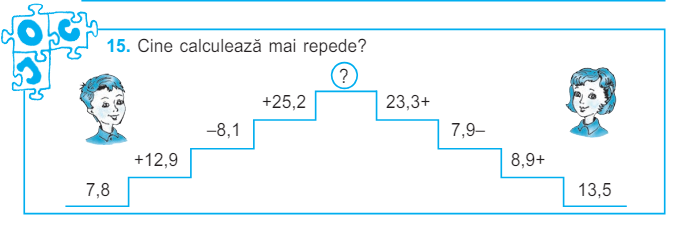 JOC
15. Cine calculează mai repede?
?
+25,2 23,3+
–8,1 7,9–
+12,9 8,9+
7,8 13,5